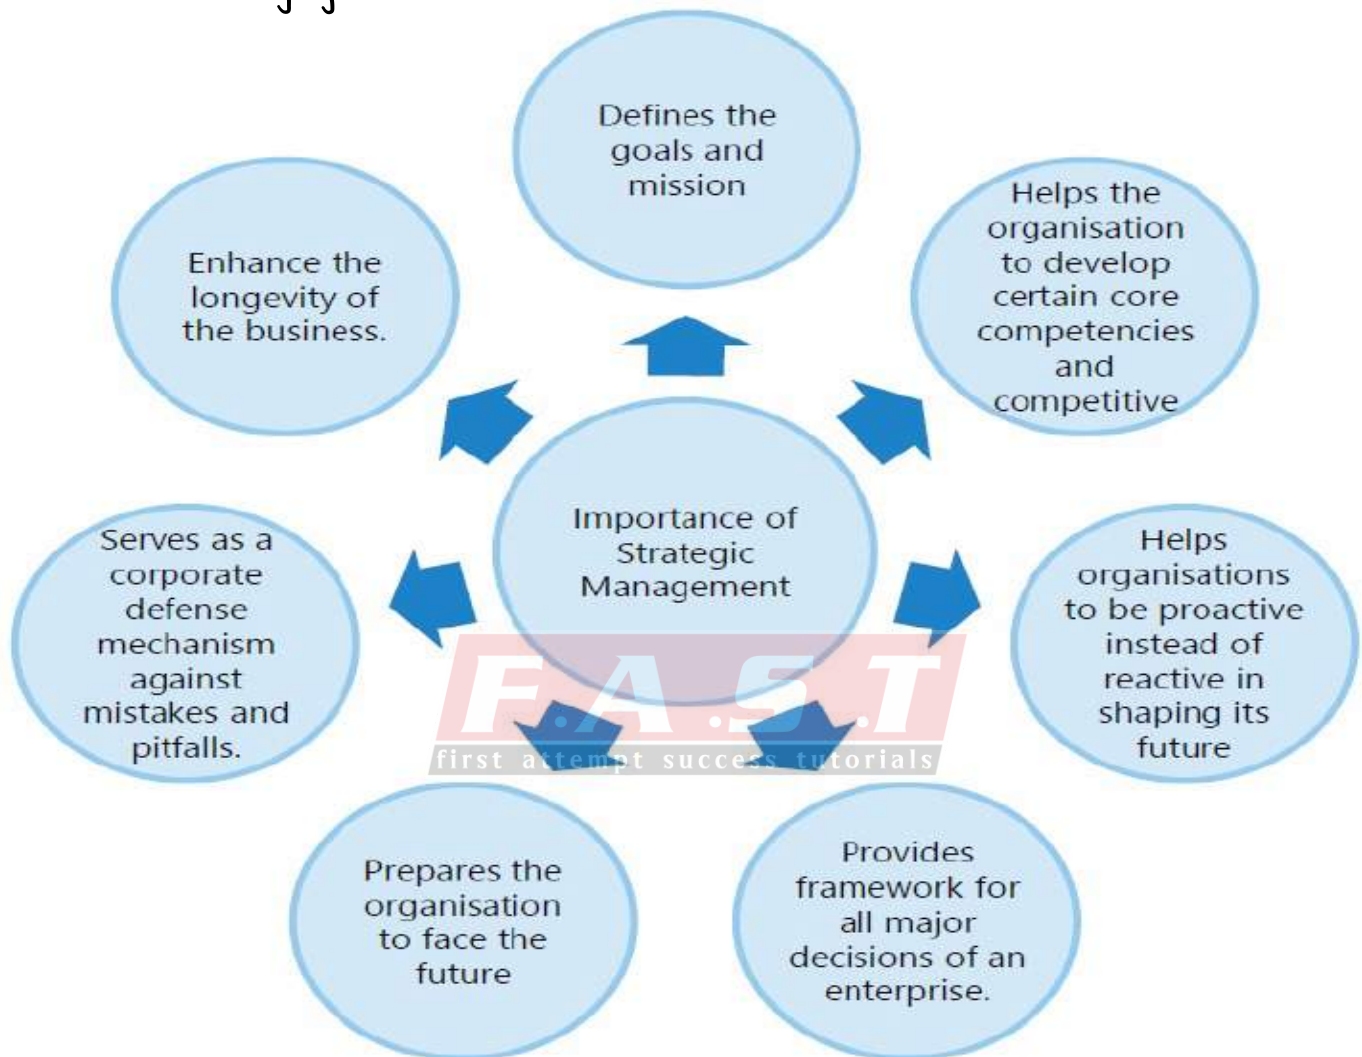 Defines the
goals and
mission
Helps the
organisation
to develop
certain core
competencies
and
competitive
Helps
organisations
to be proactive
instead of
reactive in
shaping its
future
Provides
framework for
all major
decisions of an
enterprise.
Prepares the
organisation
to face the
future
Serves as a
corporate
defense
mechanism
against
mistakes and
pitfalls.
Enhance the
longevity of
the business.
Importance of
Strategic
Management
F.A.S.T
first attempt success tutorials